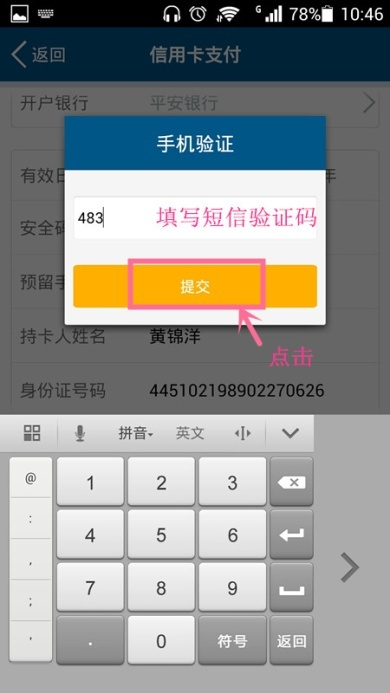 G 78% 10:46
返回 信用卡支付
开户银行 平安银行
手机验证
有效日 年
483 填写短信验证码
安全码
提交
预留手
点击
持卡人姓名 黄锦洋
身份证号码 445102198902270626
拼音 英文
@ 1 2 3
: 4 5 6
, 7 8 9
;
' . 0 符号 返回